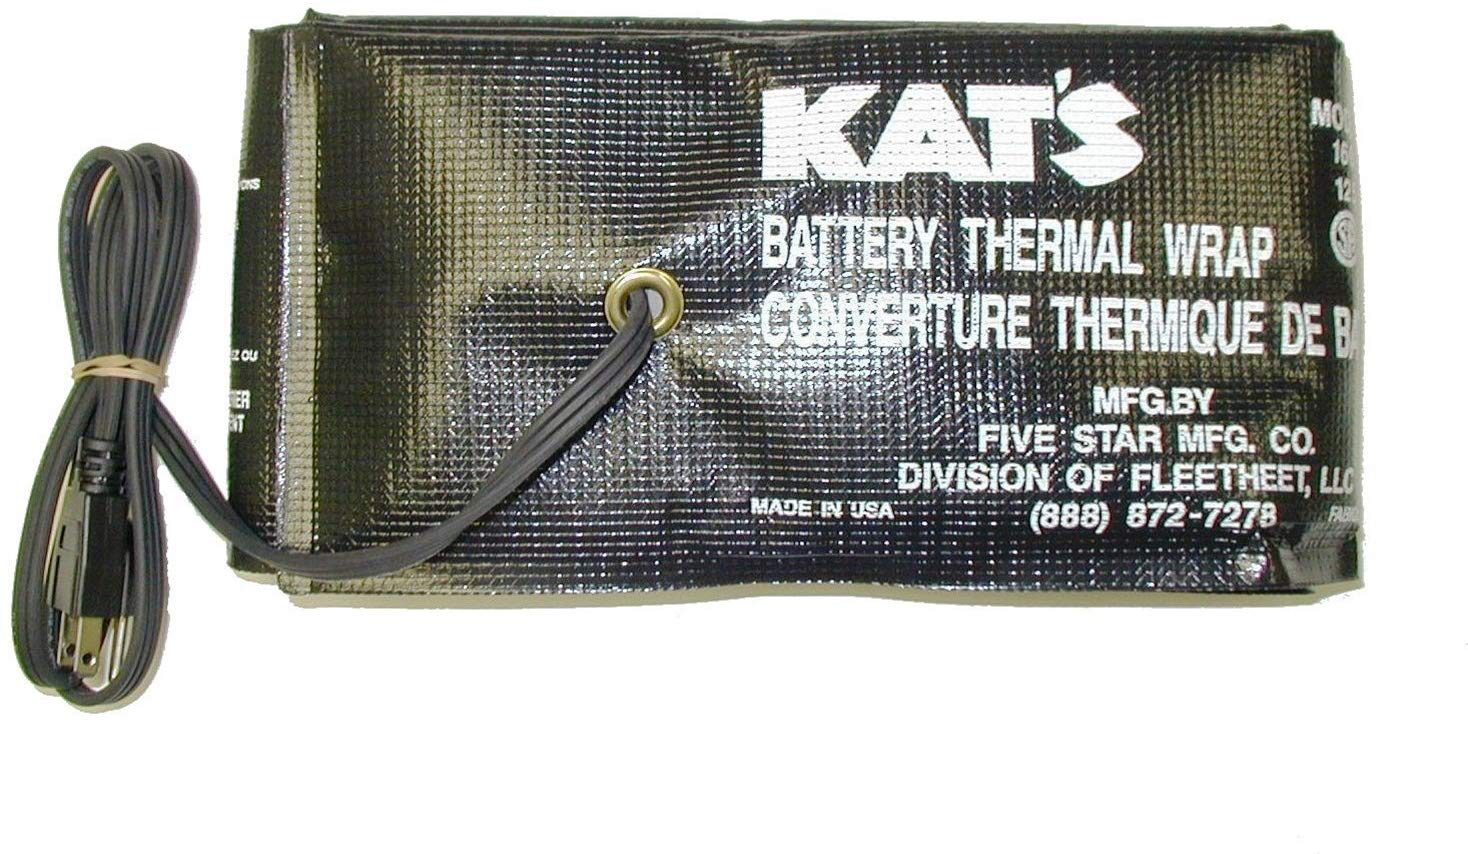 KAT'S
BATTERY THERMAL WRAP
CONVERTURE THERMIQUE DE
MFG.BY
FIVE STAR MFG. CO.
DIVISION OF FLEETHEET, LLC
MADE IN USA
(888) 872-7278